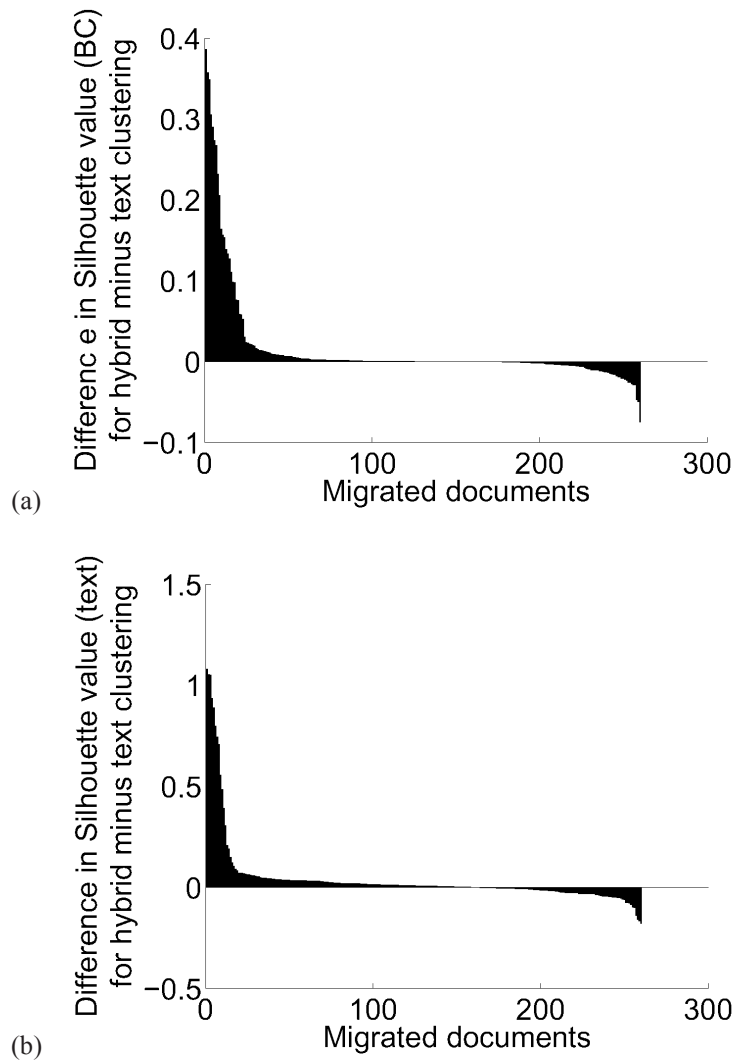 Differenc e in Silhouette value (BC)
for hybrid minus text clustering
0.4
0.3
0.2
0.1
0
−0.1
0 100 200 300
Migrated documents
(a)
Difference in Silhouette value (text)
for hybrid minus text clustering
1.5
1
0.5
0
−0.5
0 100 200 300
Migrated documents
(b)